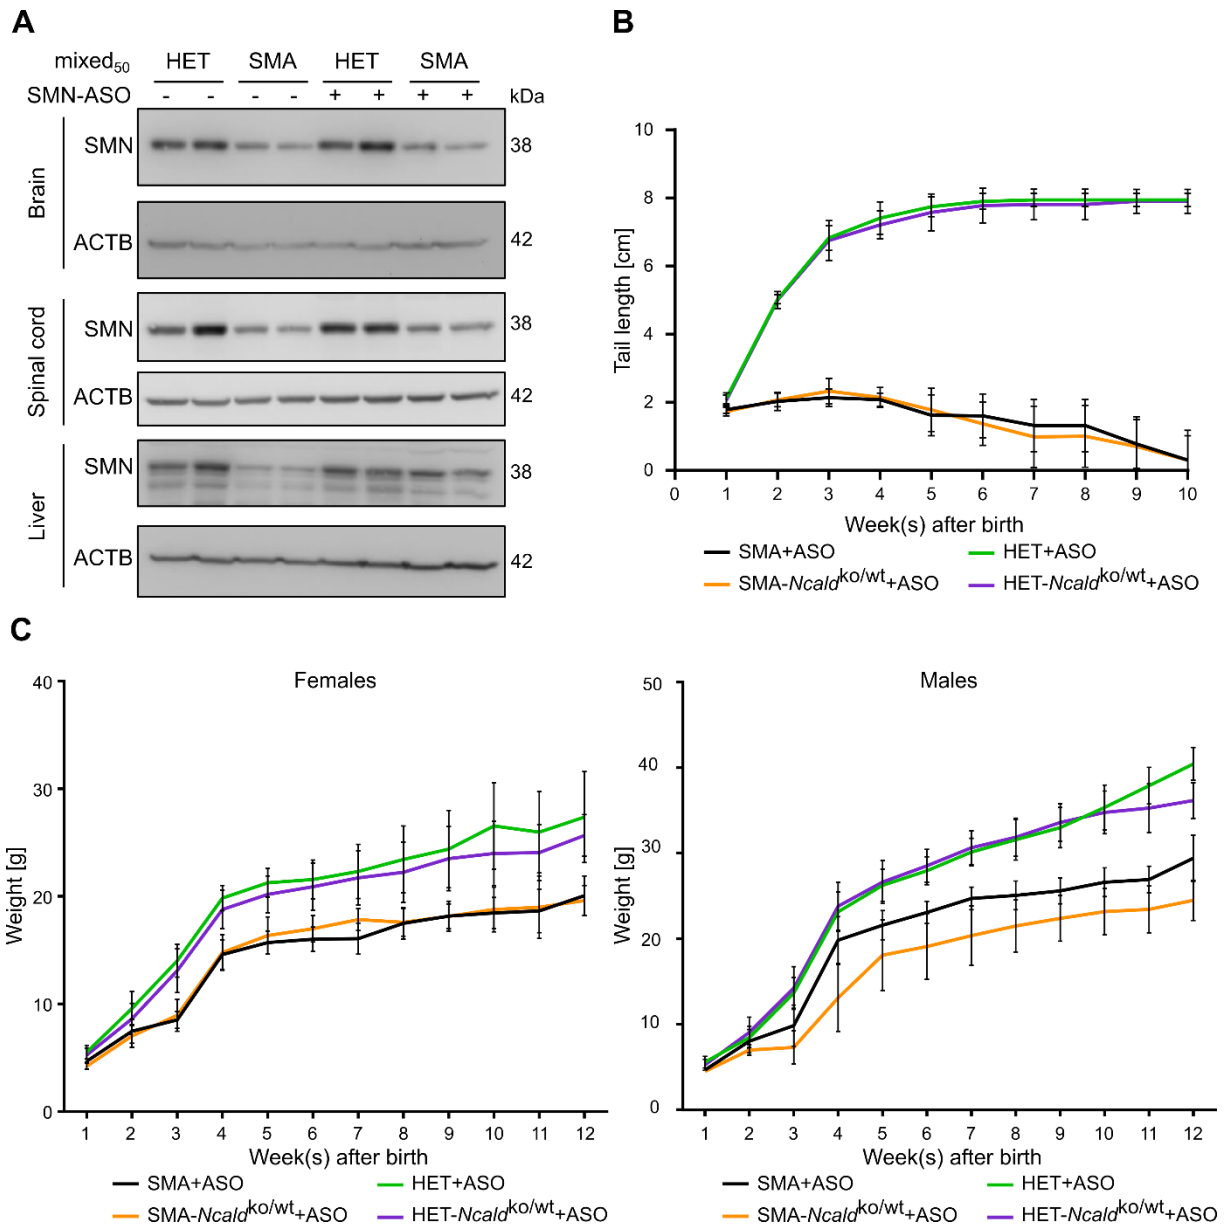 A
mixed50 HET SMA HET SMA
SMN-ASO - - - - + + + + kDa
Brain
SMN 38
ACTB 42
Spinal cord
SMN 38
ACTB 42
Liver
SMN 38
ACTB 42
B
Tail length [cm]
10
8
6
4
2
0
0 1 2 3 4 5 6 7 8 9 10
Week(s) after birth
SMA+ASO HET+ASO
SMA-Ncaldko/wt+ASO HET-Ncaldko/wt+ASO
C
Females
Weight [g]
40
30
20
10
0
1 2 3 4 5 6 7 8 9 10 11 12
Week(s) after birth
SMA+ASO HET+ASO
SMA-Ncaldko/wt+ASO HET-Ncaldko/wt+ASO
Males
Weight [g]
50
40
30
20
10
0
1 2 3 4 5 6 7 8 9 10 11 12
Week(s) after birth
SMA+ASO HET+ASO
SMA-Ncaldko/wt+ASO HET-Ncaldko/wt+ASO